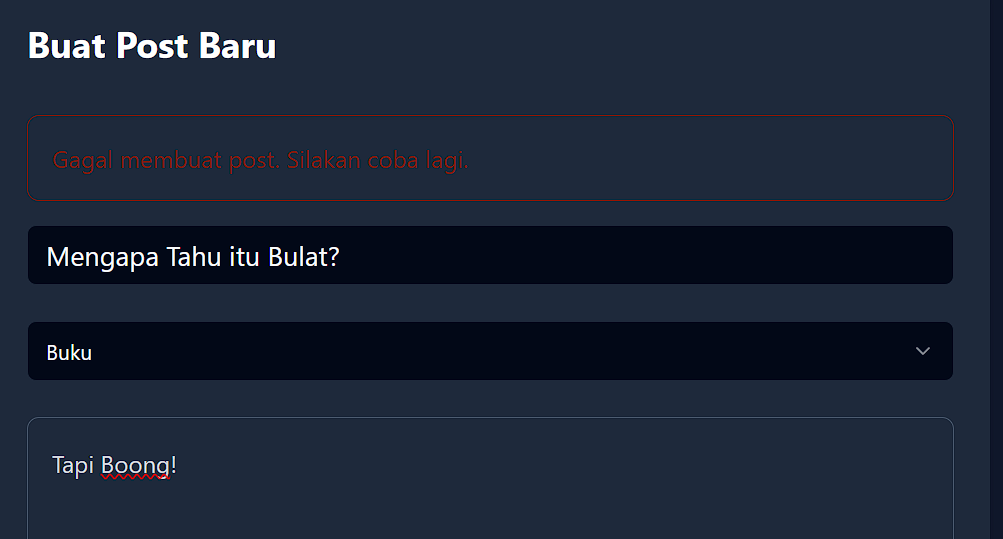 Buat Post Baru
Gagal membuat post. Silakan coba lagi.
Mengapa Tahu itu Bulat?
Buku
Tapi Boong!